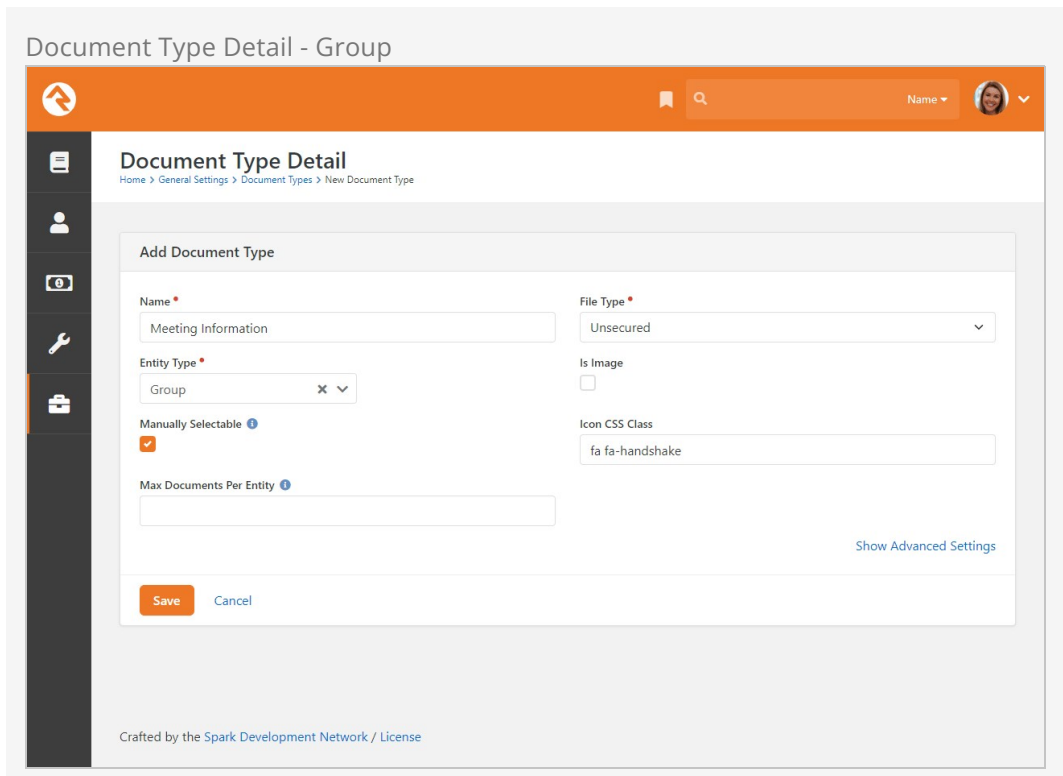 Document Type Detail - Group
Name
Document Type Detail
Home > General Settings > Document Types > New Document Type
Add Document Type
Name
File Type
Meeting Information
Unsecured
Entity Type
Is Image
Group
Manually Selectable
Icon CSS Class
fa fa-handshake
Max Documents Per Entity
Show Advanced Settings
Save Cancel
Crafted by the Spark Development Network / License